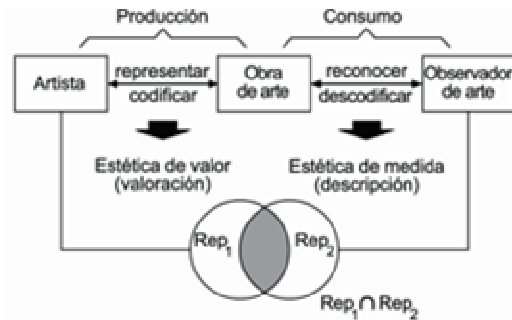 Producción
Consumo
Artista
representar
codificar
Obra
de arte
reconocer
descodificar
Observador
de arte
Estética de valor
(valoración)
Estética de medida
(descripción)
Rep₁
Rep₂
Rep₁∩ Rep₂